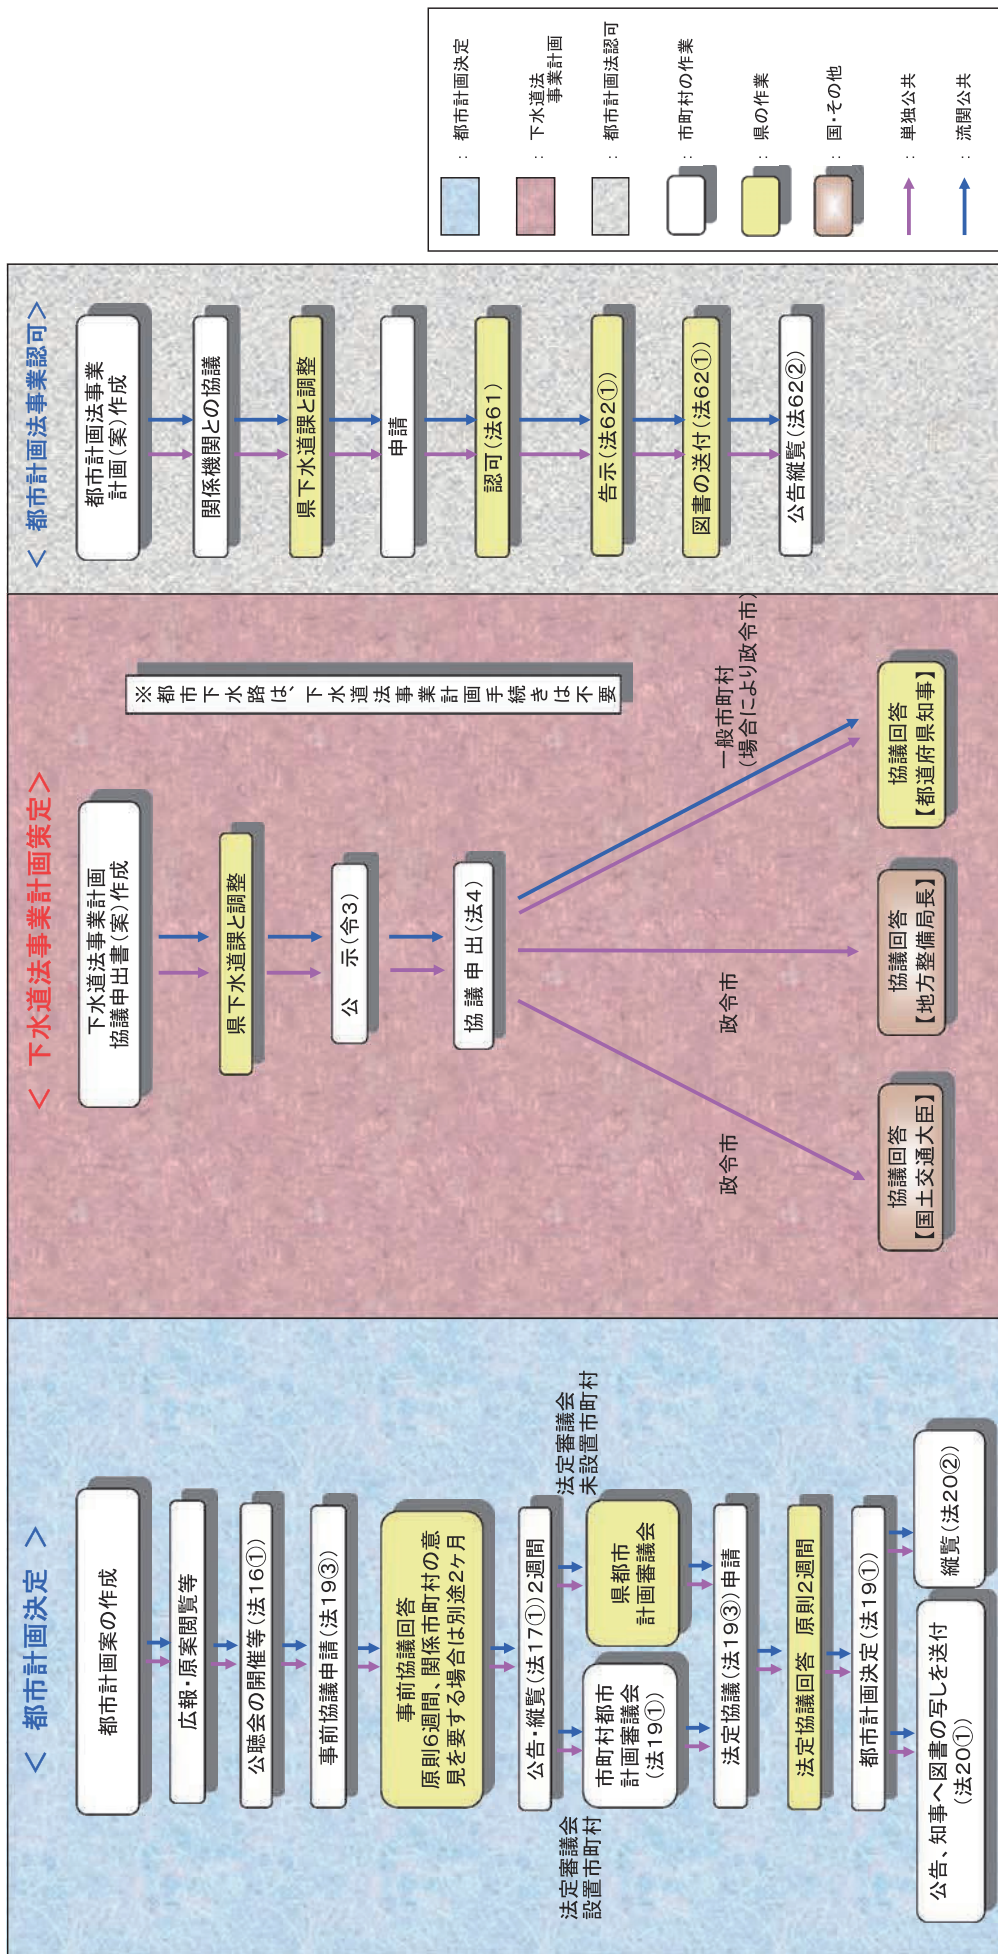 ＜ 都市計画決定 ＞
都市計画案の作成
広報・原案閲覧等
公聴会の開催等(法16①)
事前協議申請(法19③)
事前協議回答
原則6週間、関係市町村の意
見を要する場合は別途2ヶ月
公告・縦覧(法17①)2週間
法定審議会
設置市町村
法定審議会
未設置市町村
市町村都市
計画審議会
(法19①)
県都市
計画審議会
法定協議(法19③)申請
法定協議回答 原則2週間
都市計画決定(法19①)
公告、知事へ図書の写しを送付
(法20①)
縦覧(法20②)
＜ 下水道法事業計画策定＞
下水道法事業計画
協議申出書(案)作成
県下水道課と調整
公　示(令3)
協 議 申 出(法4)
※都市下水路は、下水道法事業計画手続きは不要
政令市
政令市
一般市町村
(場合により政令市)
協議回答
【国土交通大臣】
協議回答
【地方整備局長】
協議回答
【都道府県知事】
＜ 都市計画法事業認可＞
都市計画法事業
計画(案)作成
関係機関との協議
県下水道課と調整
申請
認可(法61)
告示(法62①)
図書の送付(法62①)
公告縦覧(法62②)
： 都市計画決定
： 下水道法
事業計画
： 都市計画法認可
： 市町村の作業
： 県の作業
： 国・その他
： 単独公共
： 流関公共